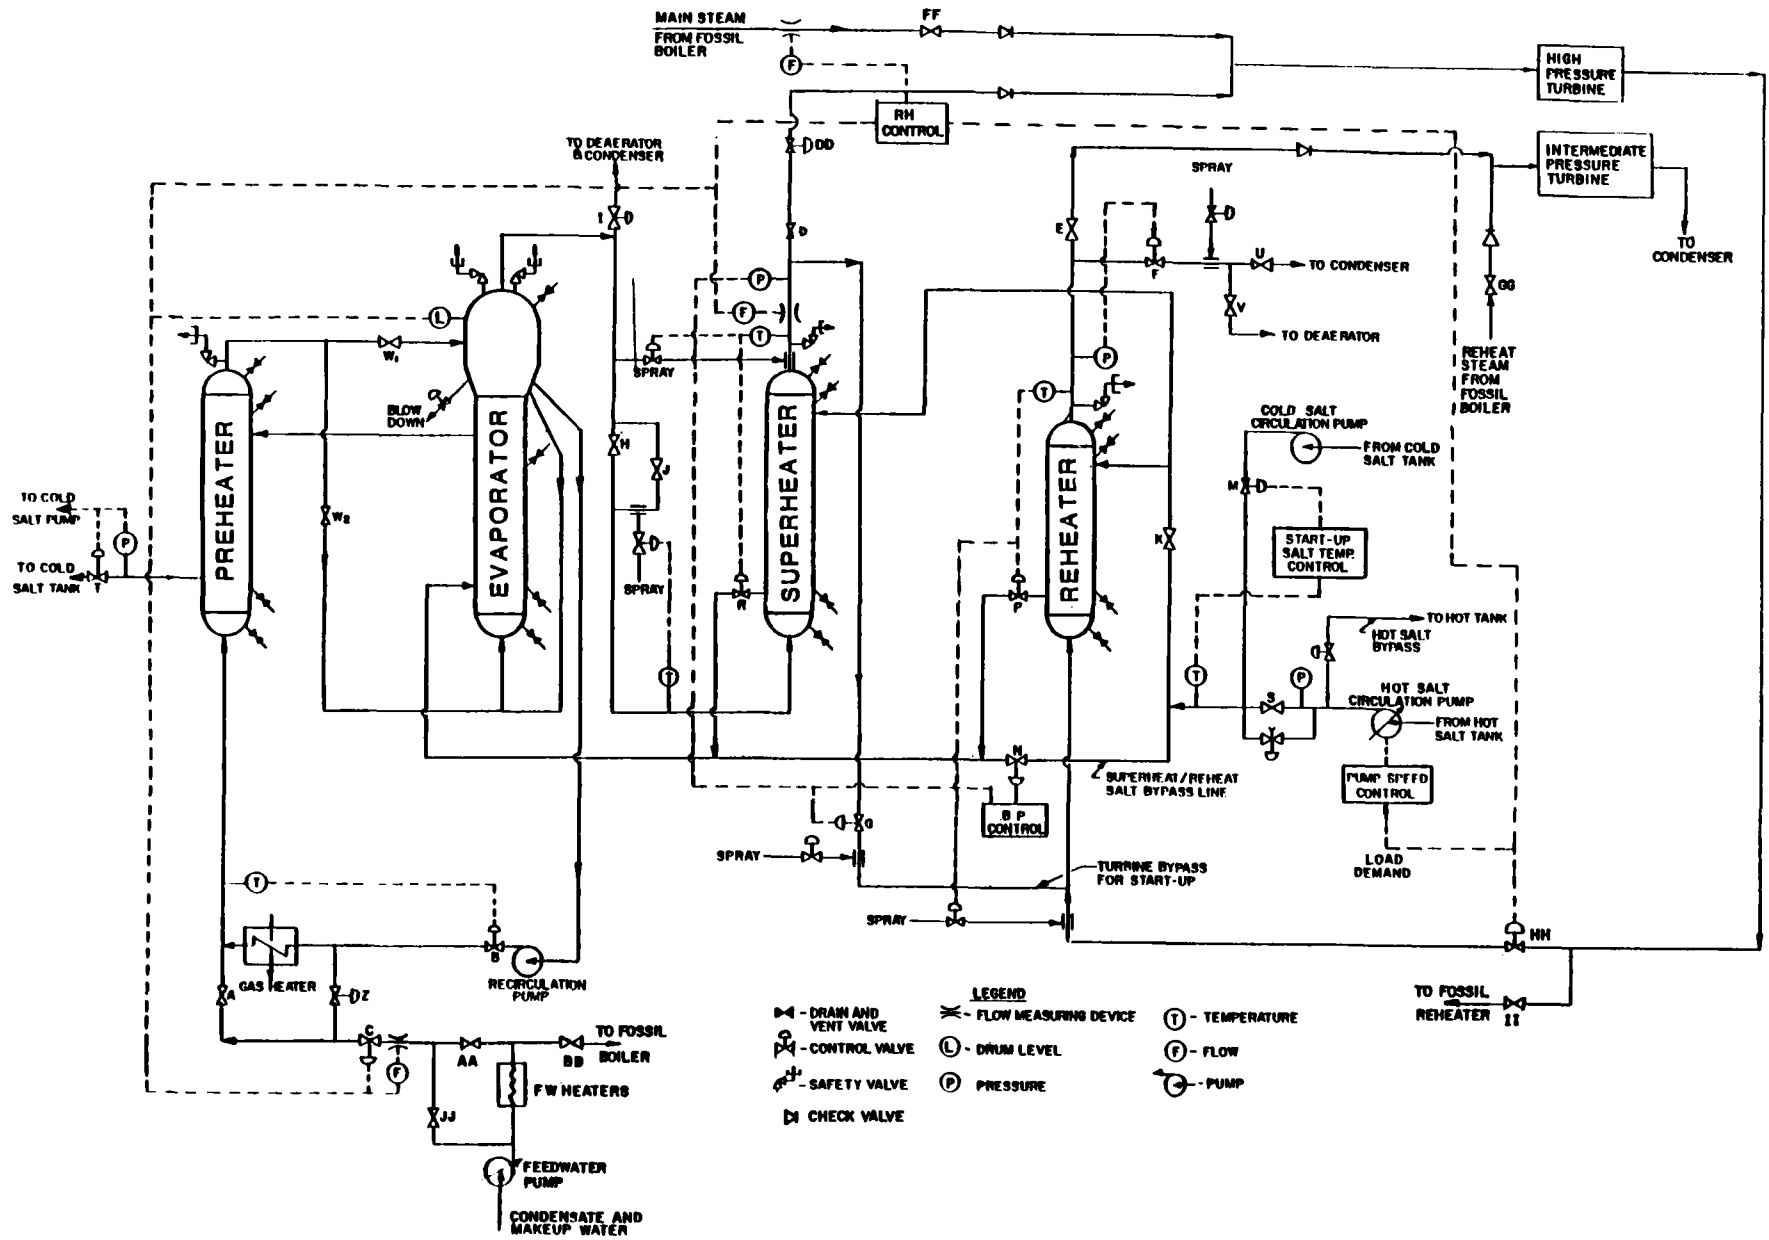 MAIN STEAM
FROM FOSSIL
BOILER
FF
F
HIGH
PRESSURE
TURBINE
RH
CONTROL
TO DEAERATOR
& CONDENSER
DD
INTERMEDIATE
PRESSURE
TURBINE
SPRAY
I
D
E
P
F
U
TO CONDENSER
TO
CONDENSER
GG
L
F
T
V
TO DEAERATOR
W1
SPRAY
P
REHEAT
STEAM
FROM
FOSSIL
BOILER
T
BLOW
DOWN
COLD SALT
CIRCULATION PUMP
FROM COLD
SALT TANK
H
J
PREHEATER
EVAPORATOR
SUPERHEATER
REHEATER
M
TO COLD
SALT PUMP
W2
P
K
START-UP
SALT TEMP.
CONTROL
TO COLD
SALT TANK
T
SPRAY
R
P
TO HOT TANK
HOT SALT
BYPASS
T
T
P
HOT SALT
CIRCULATION PUMP
S
FROM HOT
SALT TANK
Y
N
SUPERHEAT/REHEAT
SALT BYPASS LINE
PUMP SPEED
CONTROL
B P
CONTROL
G
SPRAY
TURBINE BYPASS
FOR START-UP
LOAD
DEMAND
T
SPRAY
HH
B
GAS HEATER
RECIRCULATION
PUMP
A
Z
TO FOSSIL
REHEATER
II
C
TO FOSSIL
BOILER
AA
BB
F
FW HEATERS
JJ
FEEDWATER
PUMP
CONDENSATE AND
MAKEUP WATER
LEGEND
- DRAIN AND
VENT VALVE
- FLOW MEASURING DEVICE
T - TEMPERATURE
- CONTROL VALVE
L - DRUM LEVEL
F - FLOW
- SAFETY VALVE
P PRESSURE
- PUMP
CHECK VALVE